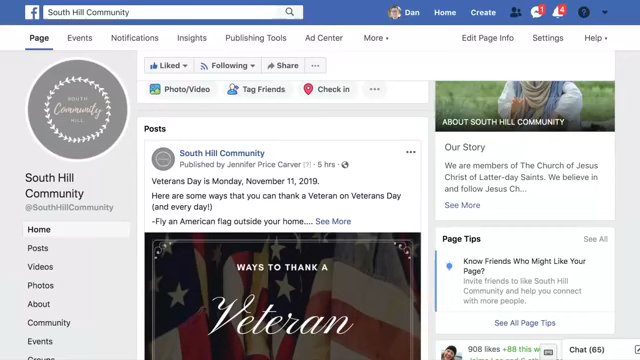 South Hill Community
Dan
Home
Create
1
4
Page
Events
Notifications
Insights
Publishing Tools
Ad Center
More
Edit Page Info
Settings
Help
Liked
Following
Share
Photo/Video
Tag Friends
Check in
SOUTH
Community
HILL
South Hill
Community
@SouthHillCommunity
Home
Posts
Videos
Photos
About
Community
Events
Groups
Posts
South Hill Community
Published by Jennifer Price Carver [?] · 5 hrs ·
Veterans Day is Monday, November 11, 2019.
Here are some ways that you can thank a Veteran on Veterans Day
(and every day!)
-Fly an American flag outside your home.... See More
WAYS TO THANK A
Veteran
ABOUT SOUTH HILL COMMUNITY
Our Story
We are members of The Church of Jesus
Christ of Latter-day Saints. We believe in
and follow Jesus Ch...
See More
Page Tips
See All
Know Friends Who Might Like Your
Page?
Invite friends to like South Hill
Community and help you connect
with more people.
See All Page Tips
908 likes +88 this w
Chat (65)